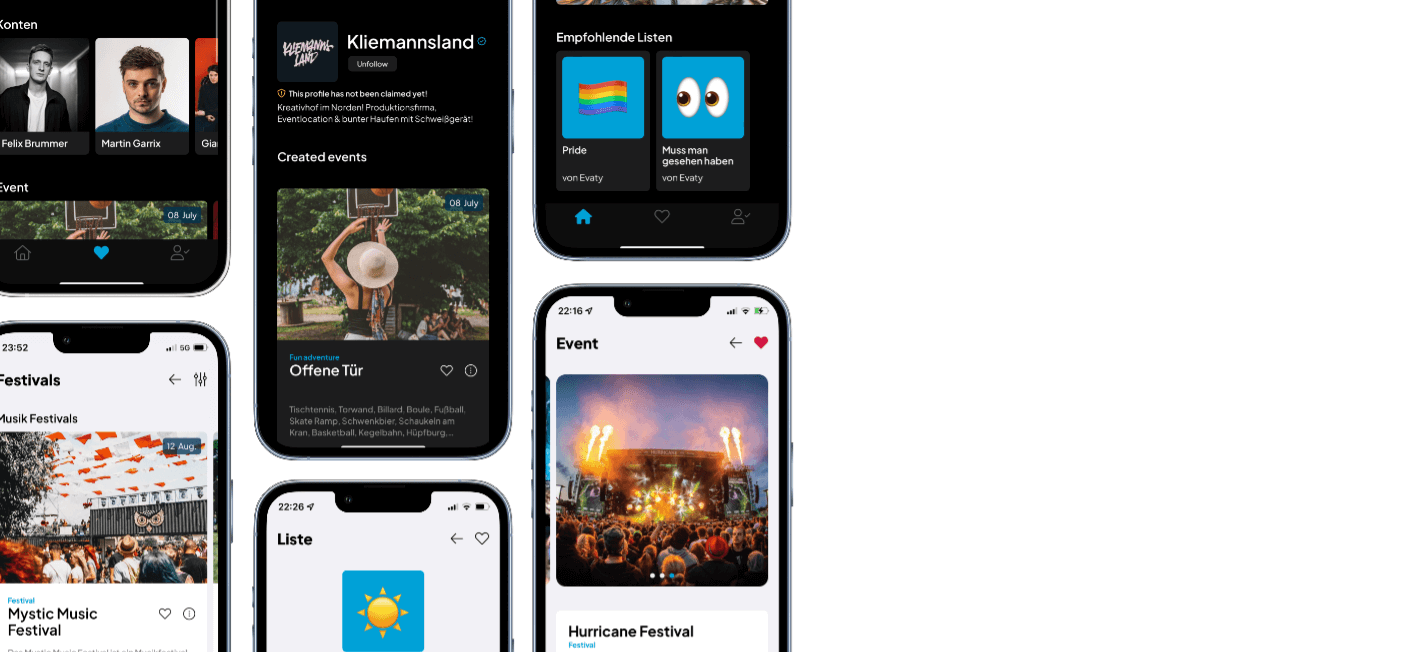 Konten
Felix Brummer
Martin Garrix
Gia
Event
08 July
23:52
5G
Festivals
Musik Festivals
12 Aug.
Festival
Mystic Music
Festival
KLIEMANNS
LAND
Kliemannsland
Unfollow
This profile has not been claimed yet!
Kreativhof im Norden! Produktionsfirma,
Eventlocation & bunter Haufen mit Schweißgerät!
Created events
08 July
Fun adventure
Offene Tür
Tischtennis, Torwand, Billard, Boule, Fußball,
Skate Ramp, Schwenkbier, Schaukeln am
Kran, Basketball, Kegelbahn, Hüpfburg,...
22:26
Liste
Empfohlende Listen
Pride
von Evaty
Muss man
gesehen haben
von Evaty
22:16
Event
Hurricane Festival
Festival